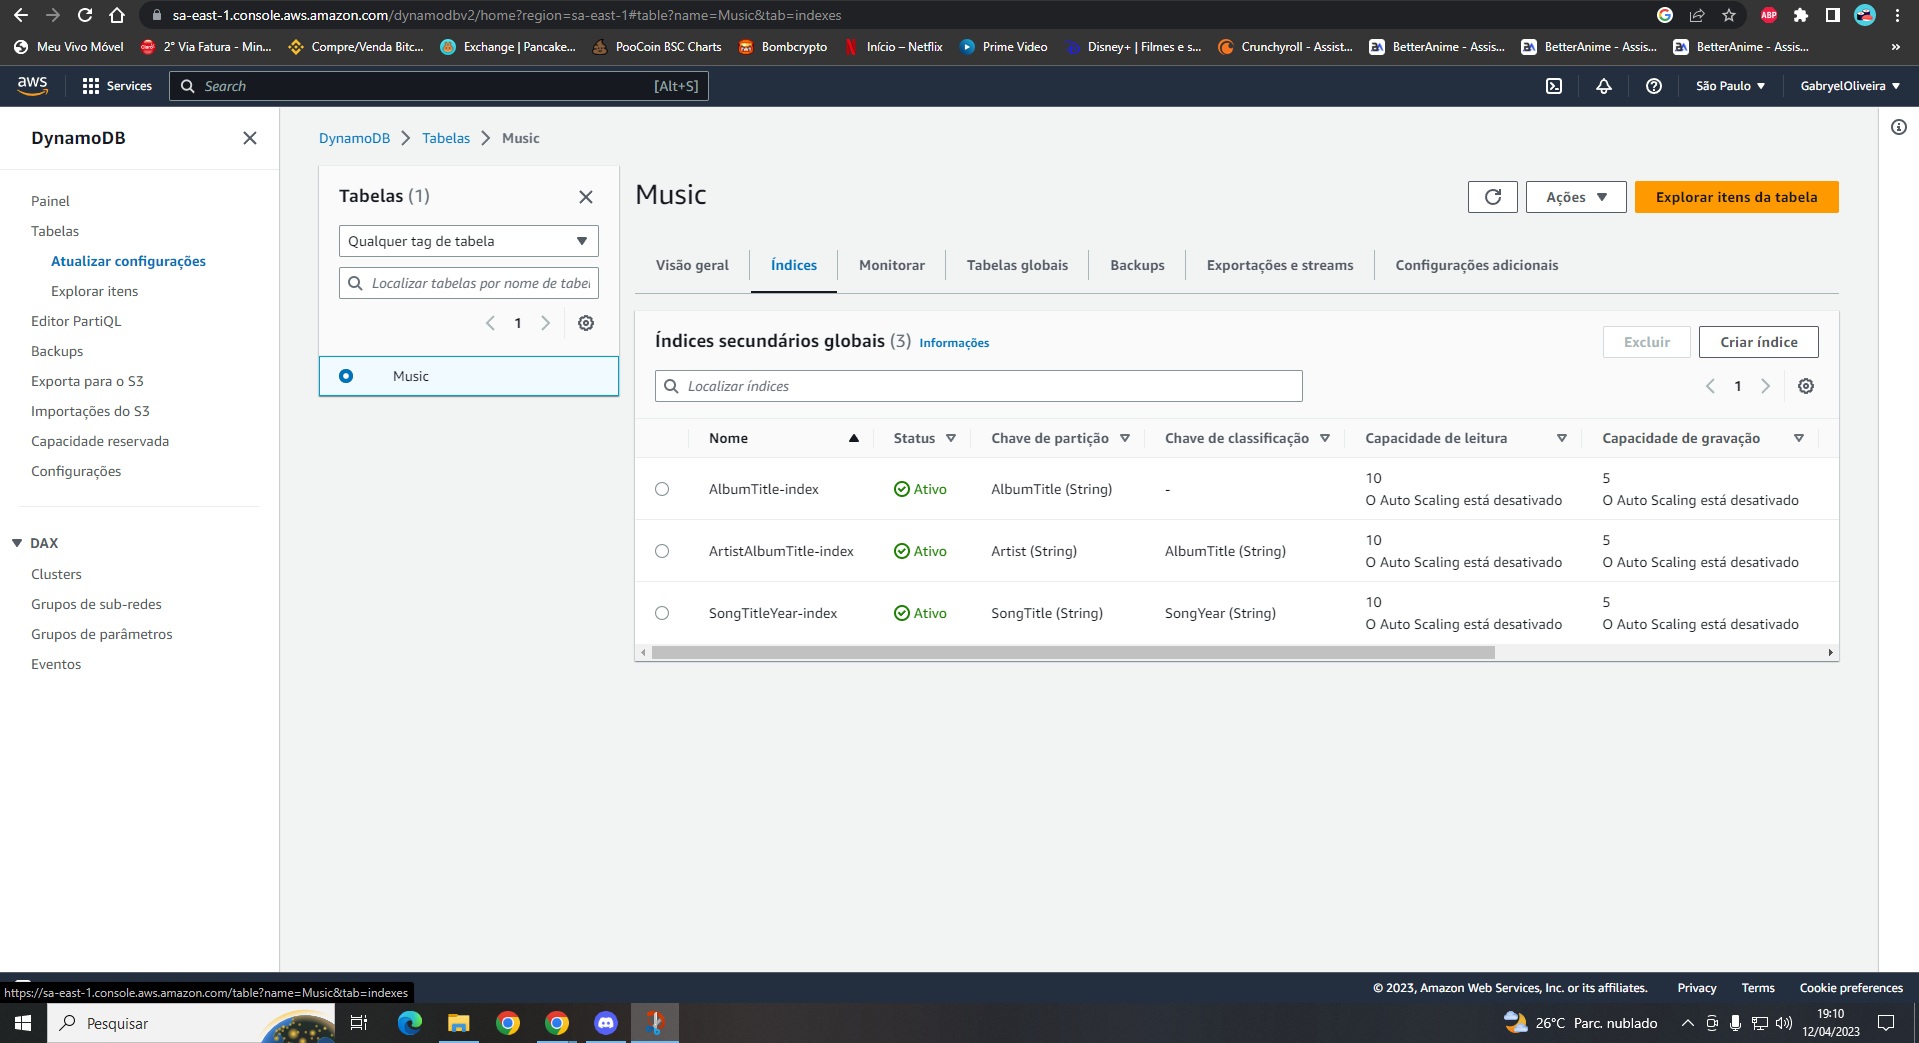 sa-east-1.console.aws.amazon.com/dynamodbv2/home?region=sa-east-1#table?name=Music&tab=indexes
ABP
Meu Vivo Móvel
2° Via Fatura - Min...
Compre/Venda Bitc...
Exchange | Pancake...
PooCoin BSC Charts
Bombcrypto
Início – Netflix
Prime Video
Disney+ | Filmes e s...
Crunchyroll - Assist...
BetterAnime - Assis...
BetterAnime - Assis...
BetterAnime - Assis...
»
aws
Services
Search
[Alt+S]
São Paulo
GabryelOliveira
DynamoDB
Painel
Tabelas
Atualizar configurações
Explorar itens
Editor PartiQL
Backups
Exporta para o S3
Importações do S3
Capacidade reservada
Configurações
DAX
Clusters
Grupos de sub-redes
Grupos de parâmetros
Eventos
DynamoDB
Tabelas
Music
Tabelas (1)
Qualquer tag de tabela
Localizar tabelas por nome de tabel
1
Music
Music
Ações
Explorar itens da tabela
Visão geral
Índices
Monitorar
Tabelas globais
Backups
Exportações e streams
Configurações adicionais
Índices secundários globais (3) Informações
Excluir
Criar índice
Localizar índices
1
Nome Status Chave de partição Chave de classificação Capacidade de leitura Capacidade de gravação
AlbumTitle-index Ativo AlbumTitle (String) - 10 5
O Auto Scaling está desativado O Auto Scaling está desativado
ArtistAlbumTitle-index Ativo Artist (String) AlbumTitle (String) 10 5
O Auto Scaling está desativado O Auto Scaling está desativado
SongTitleYear-index Ativo SongTitle (String) SongYear (String) 10 5
O Auto Scaling está desativado O Auto Scaling está desativado
© 2023, Amazon Web Services, Inc. or its affiliates.
Privacy
Terms
Cookie preferences
https://sa-east-1.console.aws.amazon.com/table?name=Music&tab=indexes
Pesquisar
26°C Parc. nublado
19:10
12/04/2023